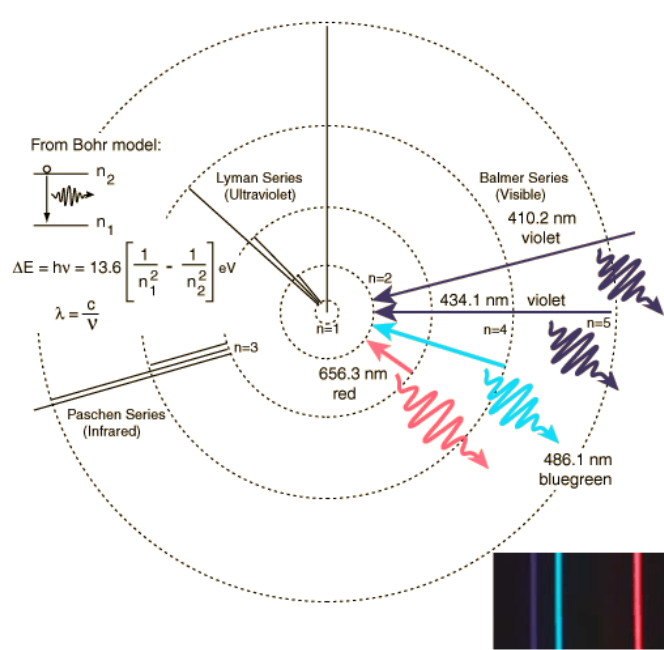 From Bohr model:
n₂
n₁
ΔE = hν = 13.6 [ 1/n₁² - 1/n₂² ] eV
λ = c/ν
Lyman Series
(Ultraviolet)
Balmer Series
(Visible)
410.2 nm
violet
n=2
434.1 nm violet
n=1
n=4
n=5
n=3
656.3 nm
red
Paschen Series
(Infrared)
486.1 nm
bluegreen